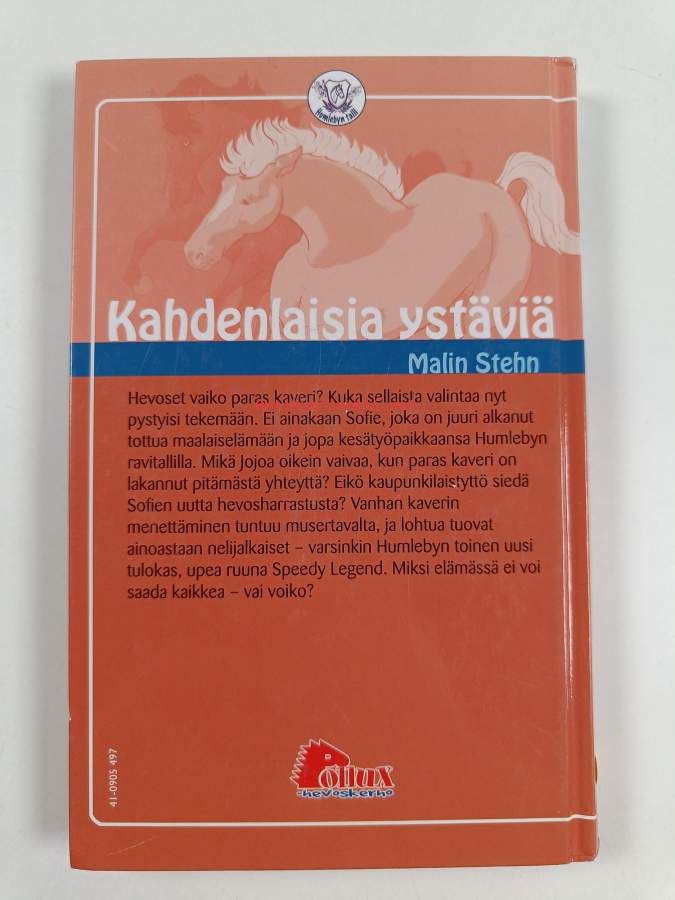 Humlebyn talli
Kahdenlaisia ystäviä
Malin Stehn
Hevoset vaiko paras kaveri? Kuka sellaista valintaa nyt
pystyisi tekemään. Ei ainakaan Sofie, joka on juuri alkanut
tottua maalaiselämään ja jopa kesätyöpaikkaansa Humlebyn
ravitallilla. Mikä Jojoa oikein vaivaa, kun paras kaveri on
lakannut pitämästä yhteyttä? Eikö kaupunkilaistyttö siedä
Sofien uutta hevosharrastusta? Vanhan kaverin
menettäminen tuntuu musertavalta, ja lohtua tuovat
ainoastaan nelijalkaiset – varsinkin Humlebyn toinen uusi
tulokas, upea ruuna Speedy Legend. Miksi elämässä ei voi
saada kaikkea – vai voiko?
41-0905 497
Pollux
-hevoskerho